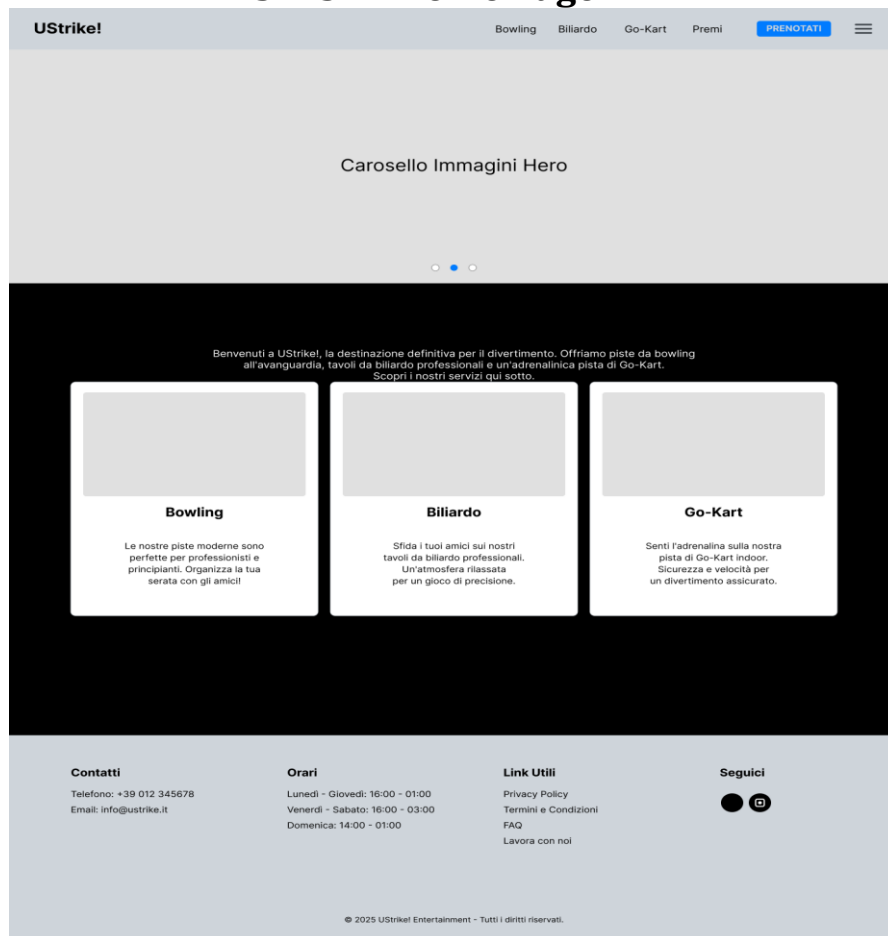 UStrike!
Bowling Biliardo Go-Kart Premi PRENOTATI
Carosello Immagini Hero
Benvenuti a UStrike!, la destinazione definitiva per il divertimento. Offriamo piste da bowling
all'avanguardia, tavoli da biliardo professionali e un'adrenalinica pista di Go-Kart.
Scopri i nostri servizi qui sotto.
Bowling
Le nostre piste moderne sono
perfette per professionisti e
principianti. Organizza la tua
serata con gli amici!
Biliardo
Sfida i tuoi amici sui nostri
tavoli da biliardo professionali.
Un'atmosfera rilassata
per un gioco di precisione.
Go-Kart
Senti l'adrenalina sulla nostra
pista di Go-Kart indoor.
Sicurezza e velocità per
un divertimento assicurato.
Contatti
Telefono: +39 012 345678
Email: info@ustrike.it
Orari
Lunedì - Giovedì: 16:00 - 01:00
Venerdì - Sabato: 16:00 - 03:00
Domenica: 14:00 - 01:00
Link Utili
Privacy Policy
Termini e Condizioni
FAQ
Lavora con noi
Seguici
© 2025 UStrike! Entertainment - Tutti i diritti riservati.